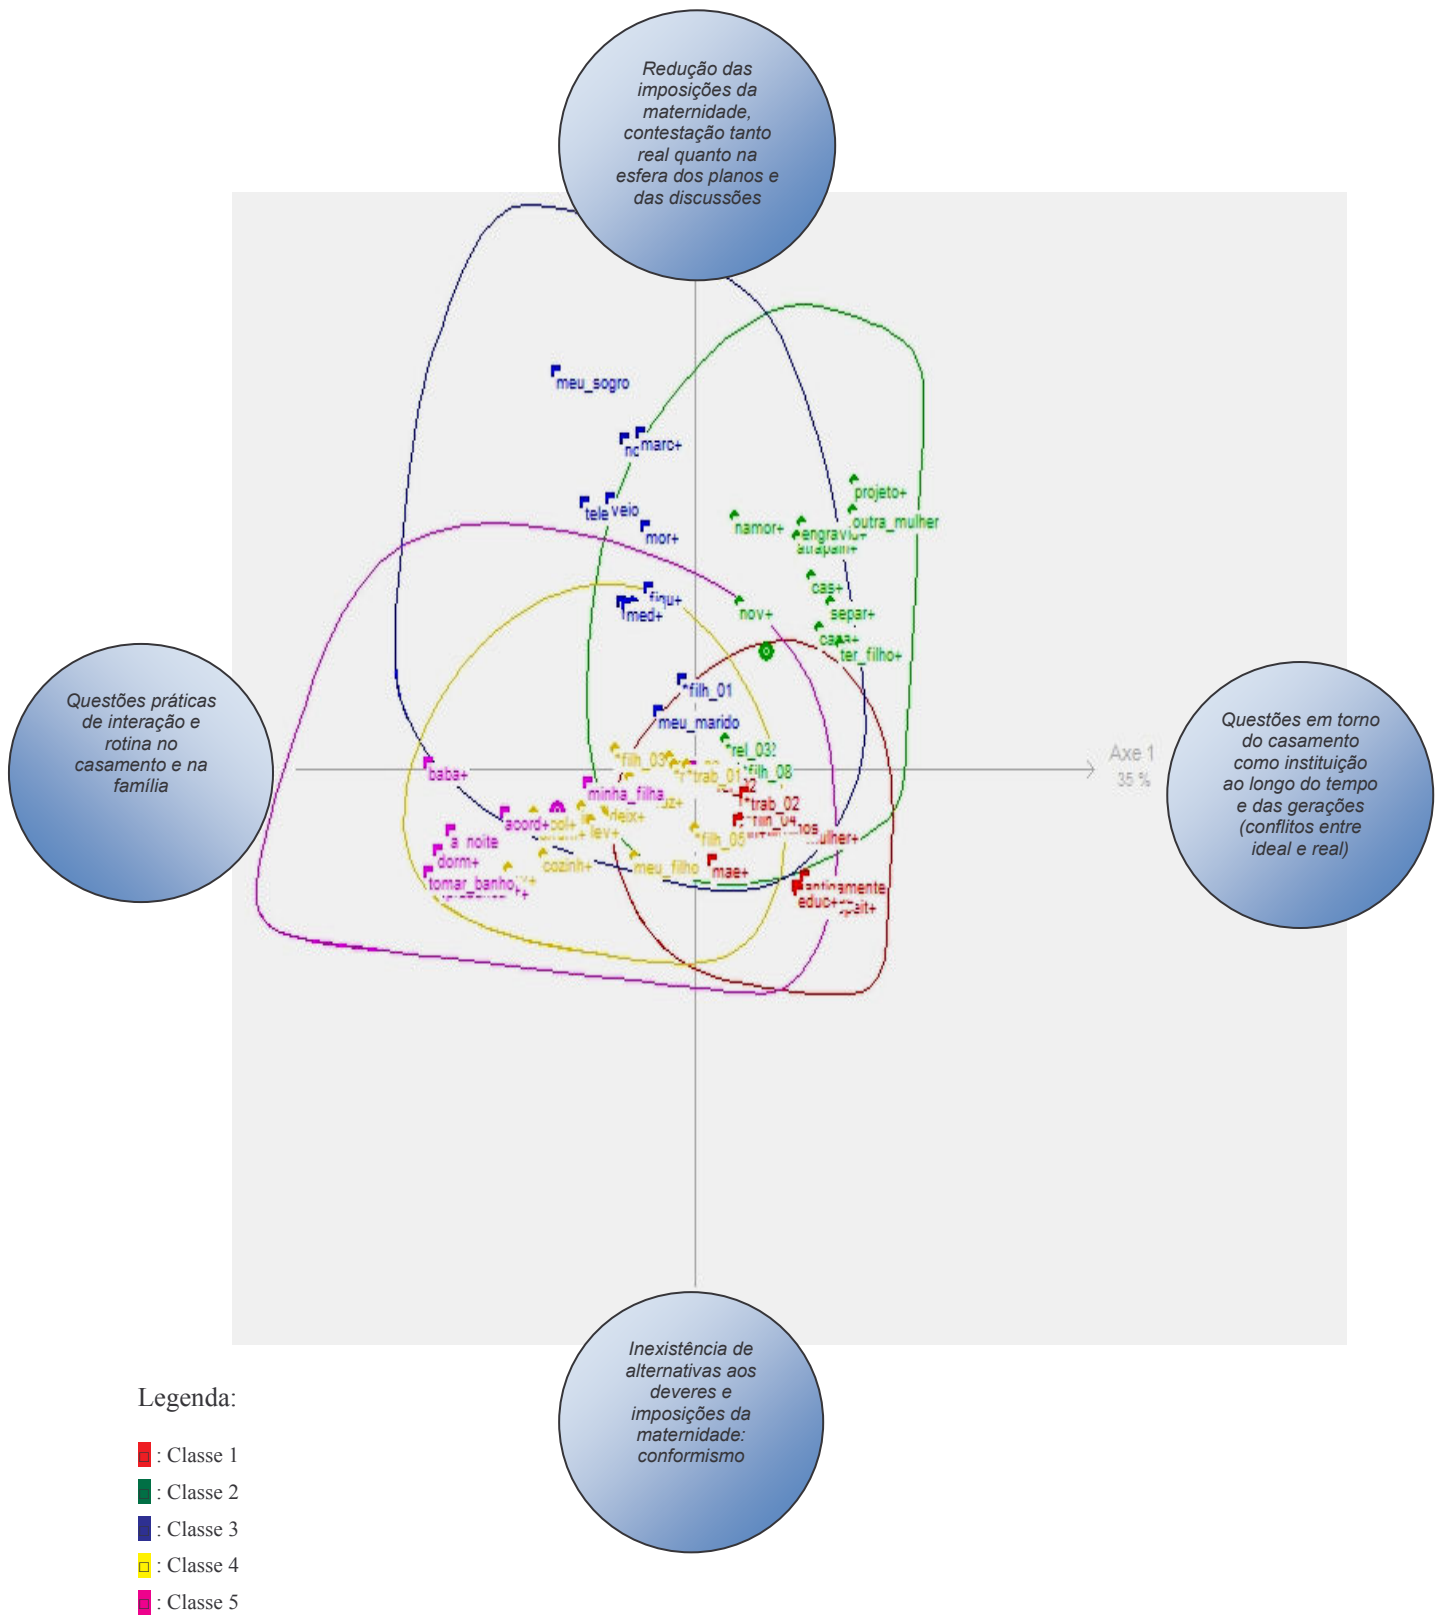 Redução das
imposições da
maternidade,
contestação tanto
real quanto na
esfera dos planos e
das discussões
meu_sogro
marc+
projeto+
tele
veio
namor+
outra_mulher
engravid+
mor+
cas+
fiqu+
med+
nov+
separ+
casa+
ter_filho+
*filh_01
meu_marido
Questões práticas
de interação e
rotina no
casamento e na
família
Questões em torno
do casamento
como instituição
ao longo do tempo
e das gerações
(conflitos entre
ideal e real)
Axe 1
35 %
*rel_03
*filh_03
*trab_01
*filh_08
baba+
minha_filha
*trab_02
acord+
deix+
*filh_04
lev+
*filh_05
ulher+
a_noite
dorm+
cozinh+
meu_filho
mae+
tomar_banho
antigamente
educ+
Inexistência de
alternativas aos
deveres e
imposições da
maternidade:
conformismo
Legenda:
: Classe 1
: Classe 2
: Classe 3
: Classe 4
: Classe 5